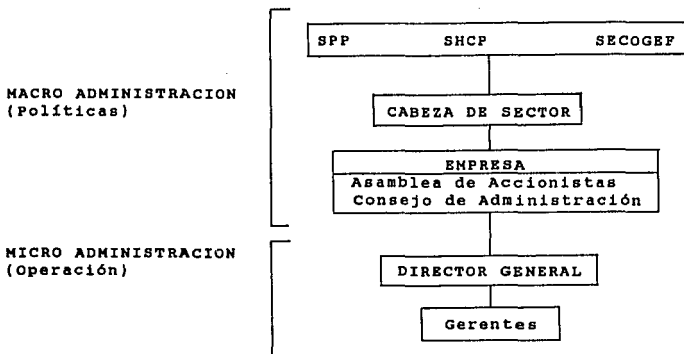 SPP SHCP SECOGEF
MACRO ADMINISTRACION
(Políticas)
CABEZA DE SECTOR
EMPRESA
Asamblea de Accionistas
Consejo de Administración
MICRO ADMINISTRACION
(Operación)
DIRECTOR GENERAL
Gerentes